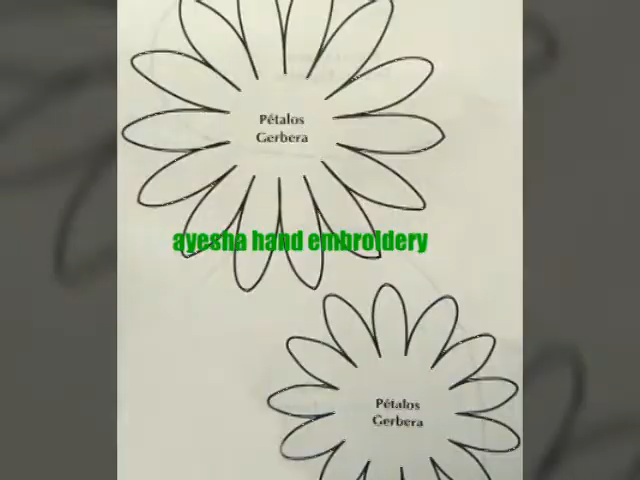 Pétalos
Gerbera
ayesha hand embroidery
Pétalos
Gerbera